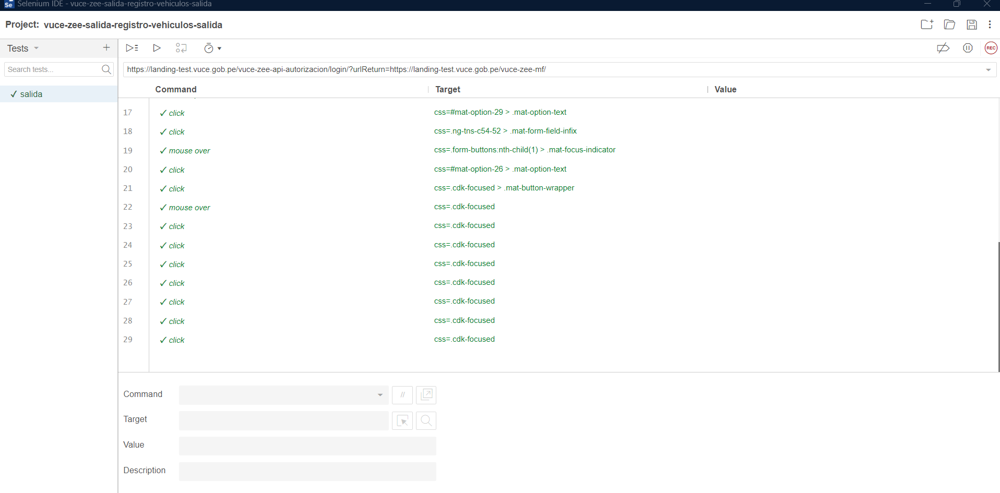 Se Selenium IDE - vuce-zee-salida-registro-vehiculos-salida
Project: vuce-zee-salida-registro-vehiculos-salida
Tests
REC
Search tests...
https://landing-test.vuce.gob.pe/vuce-zee-api-autorizacion/login/?urlReturn=https://landing-test.vuce.gob.pe/vuce-zee-mf/
✓ salida
Command Target Value
17 ✓ click css=#mat-option-29 > .mat-option-text
18 ✓ click css=.ng-tns-c54-52 > .mat-form-field-infix
19 ✓ mouse over css=.form-buttons:nth-child(1) > .mat-focus-indicator
20 ✓ click css=#mat-option-26 > .mat-option-text
21 ✓ click css=.cdk-focused > .mat-button-wrapper
22 ✓ mouse over css=.cdk-focused
23 ✓ click css=.cdk-focused
24 ✓ click css=.cdk-focused
25 ✓ click css=.cdk-focused
26 ✓ click css=.cdk-focused
27 ✓ click css=.cdk-focused
28 ✓ click css=.cdk-focused
29 ✓ click css=.cdk-focused
Command //
Target
Value
Description